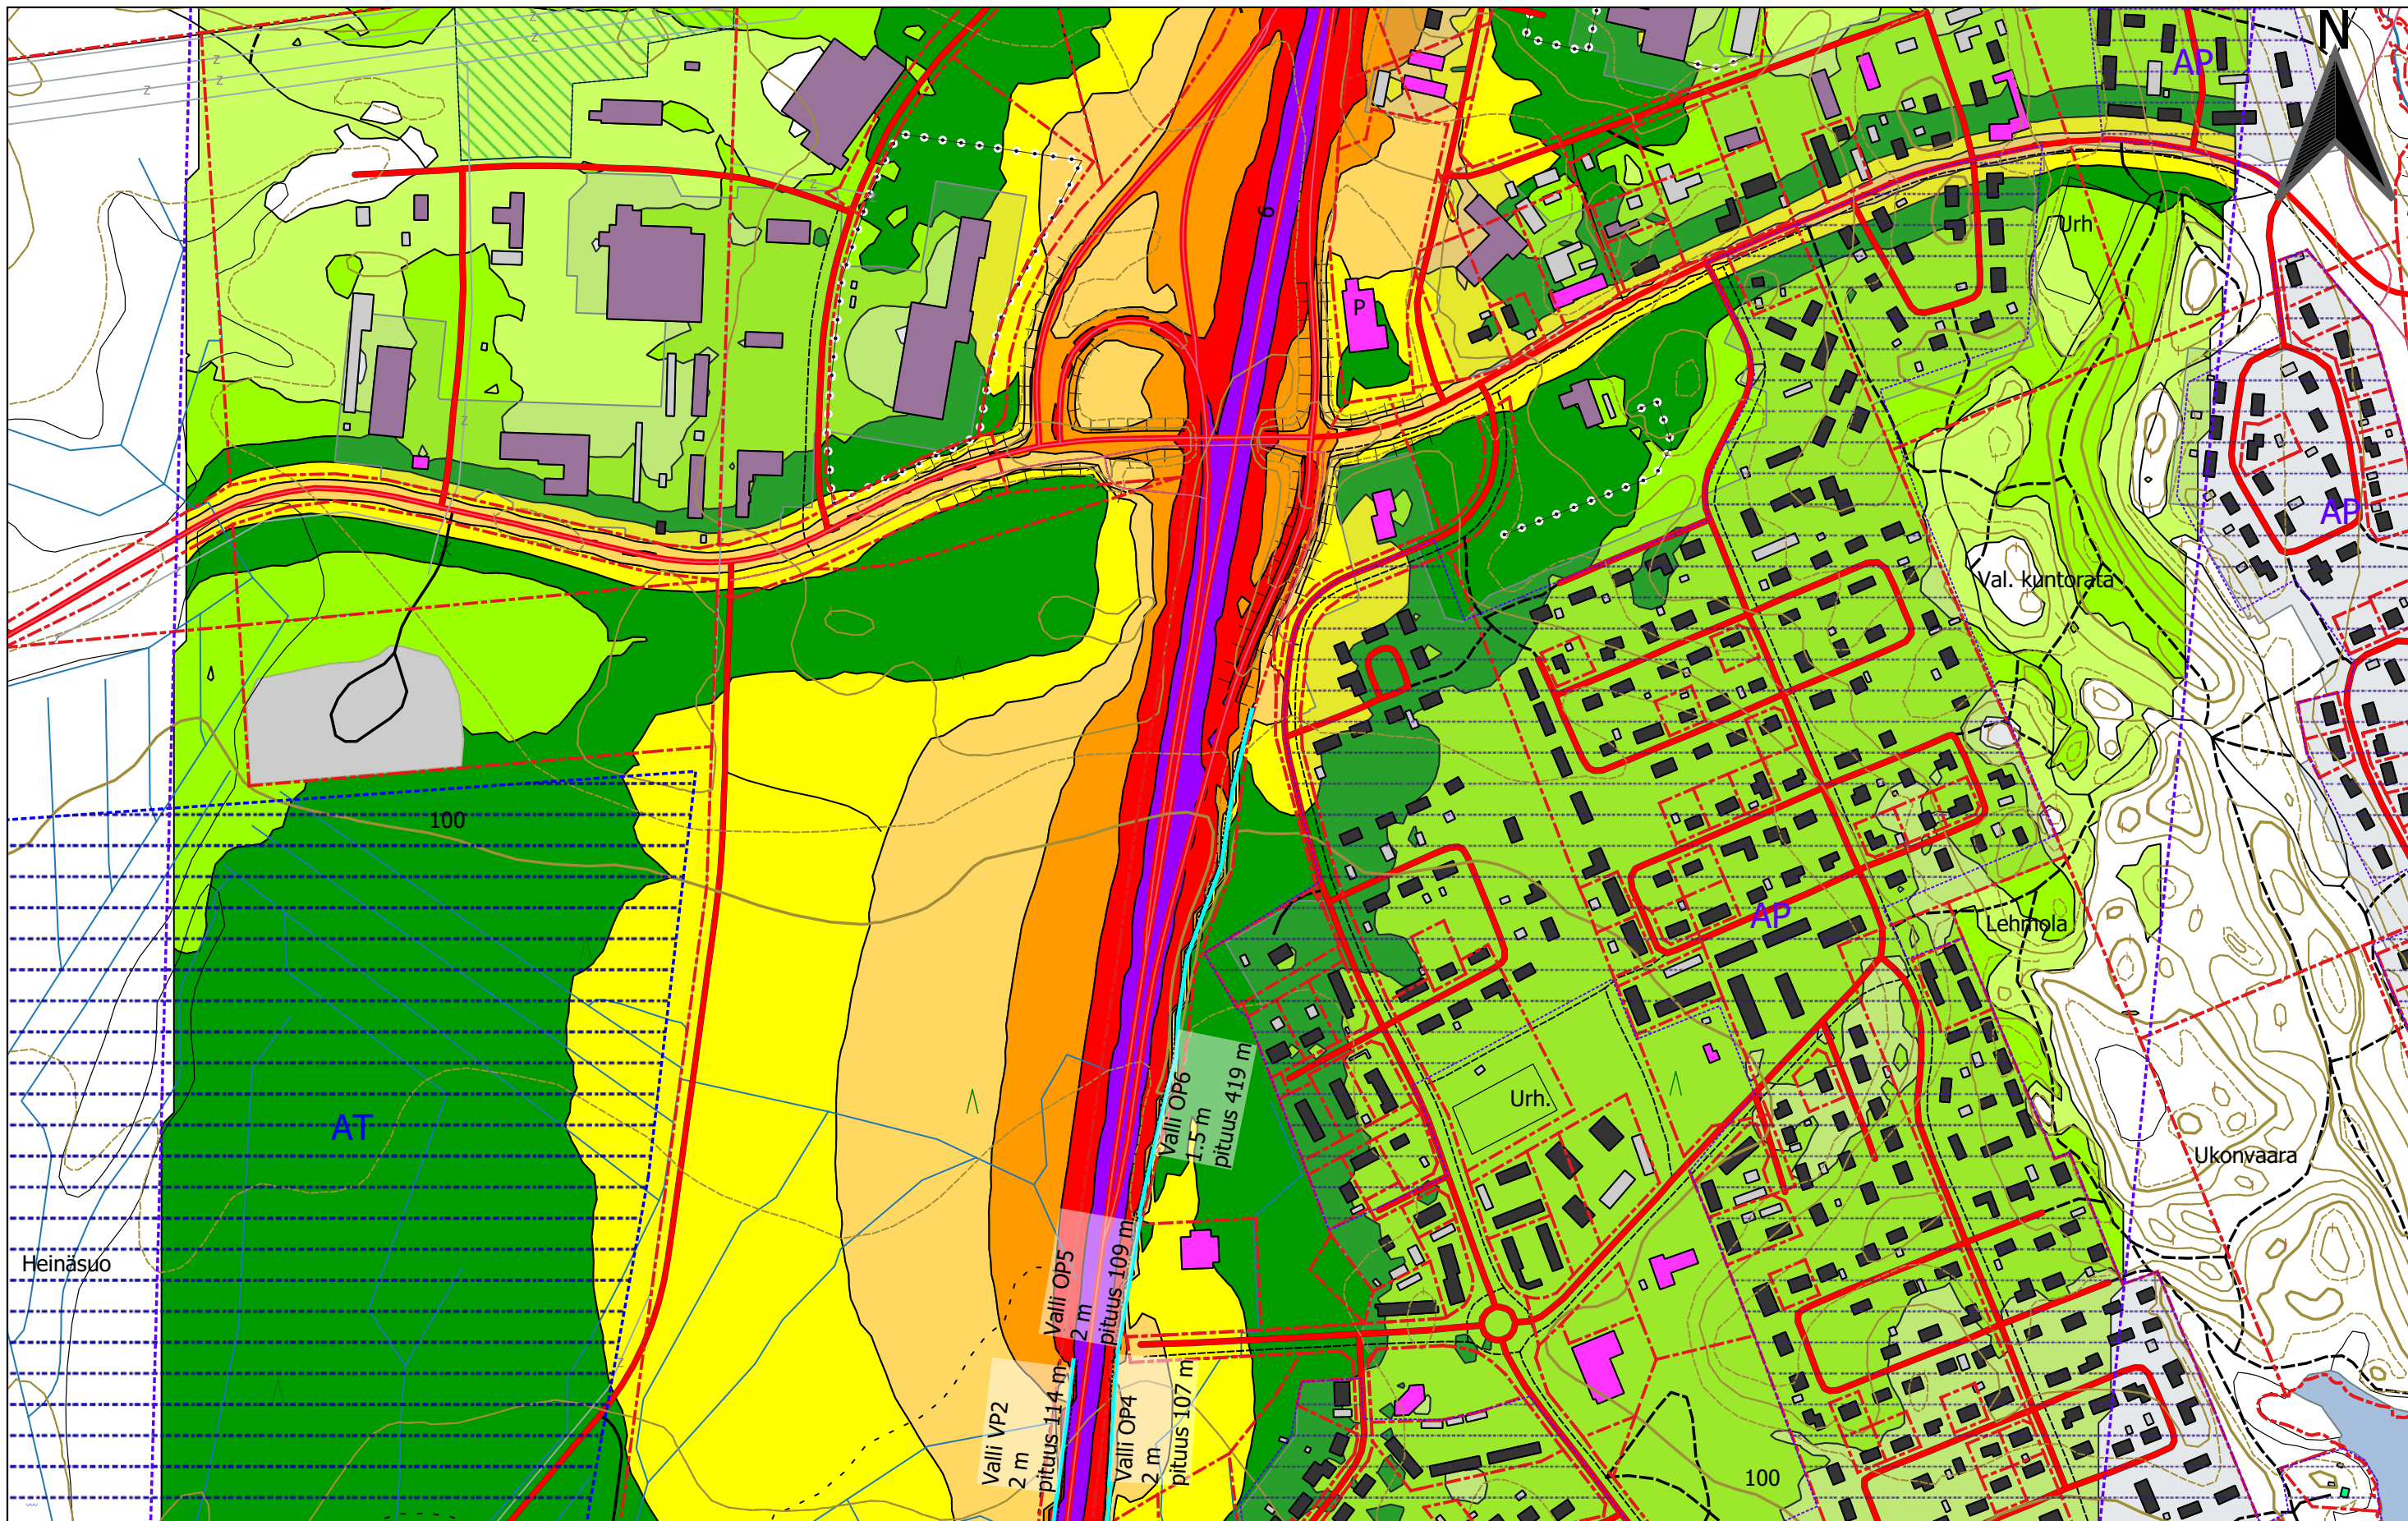 N
AP
6
Urh
P
AP
Val. kuntorata
100
AP
Lehmola
Valli OP6
1.5 m
pituus 419 m
Urh.
AT
Ukonvaara
Heinäsuo
Valli OP5
2 m
pituus 109 m
Valli VP2
2 m
pituus 114 m
Valli OP4
2 m
pituus 107 m
100